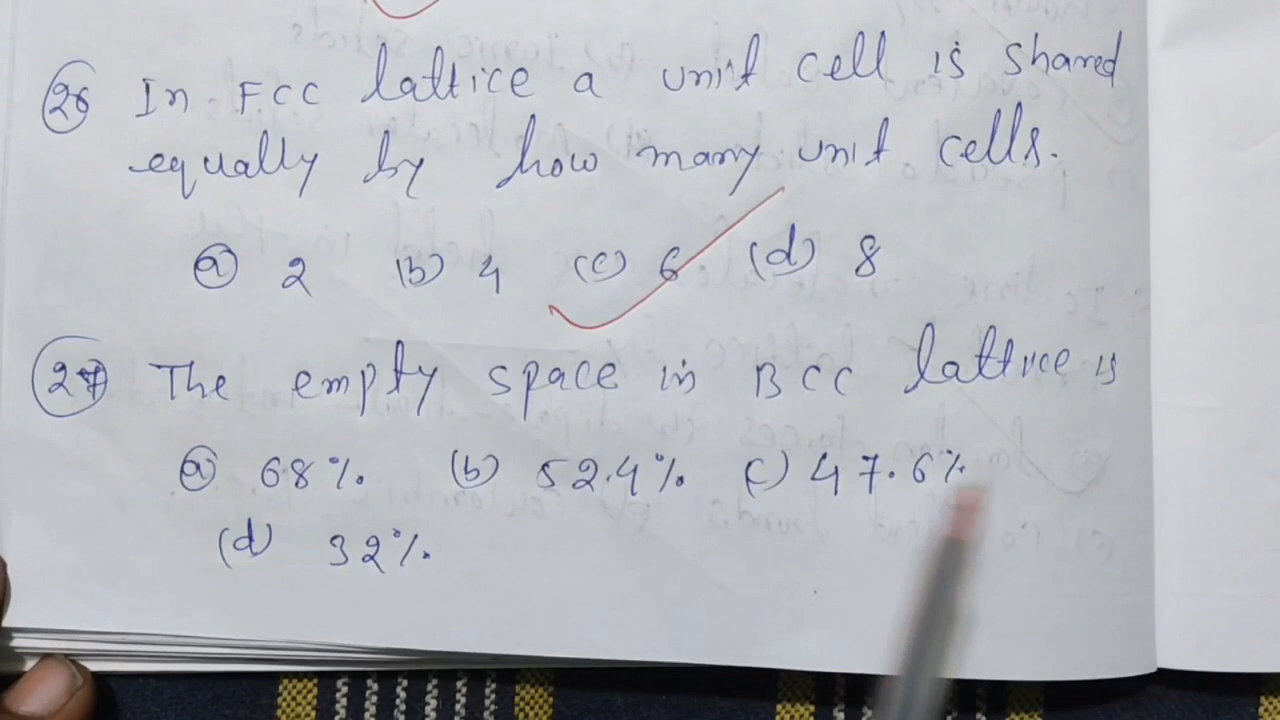 26 In F.C.C lattice a unit cell is shared
equally by how many unit cells.
(a) 2 (b) 4 (c) 6 (d) 8
27 The empty space in BCC lattice is
(a) 68% (b) 52.4% (c) 47.6%
(d) 32%